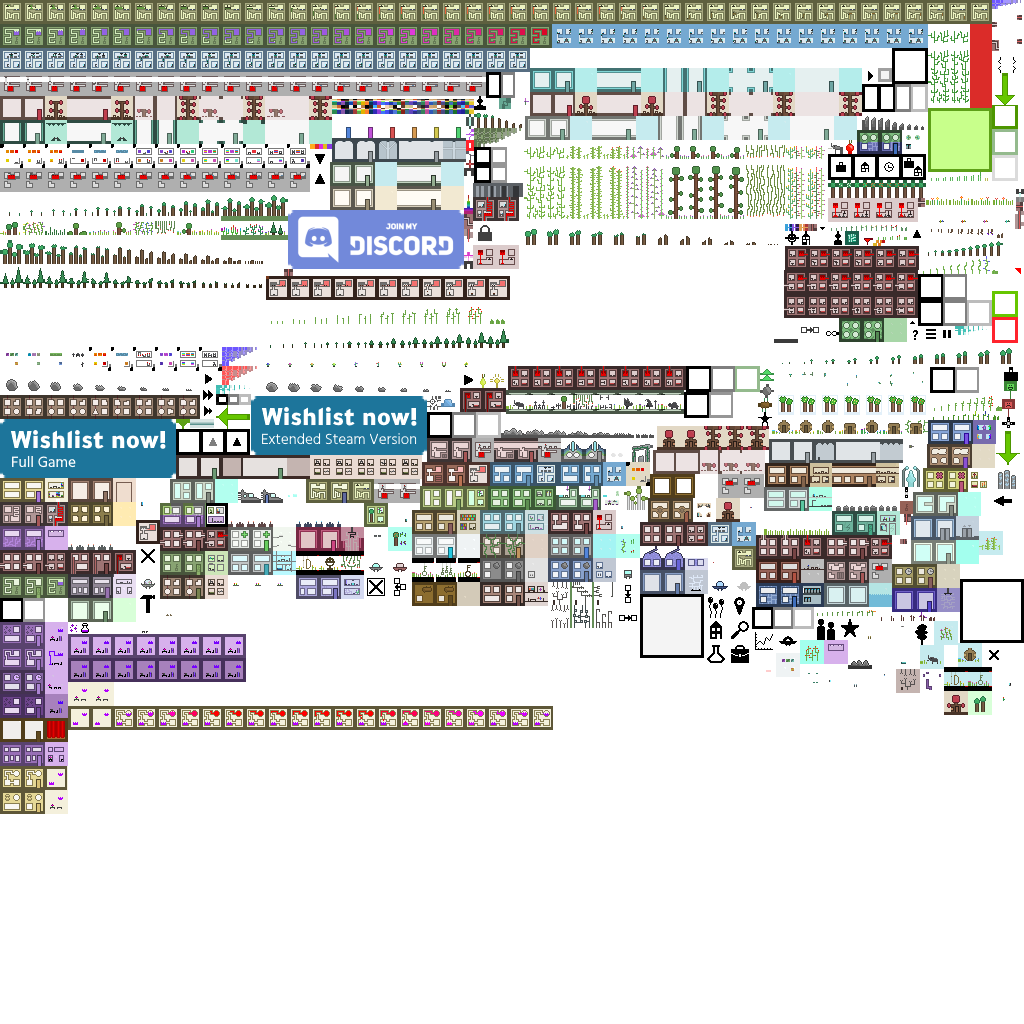 JOIN MY
DISCORD
Wishlist now!
Extended Steam Version
Wishlist now!
Full Game
?